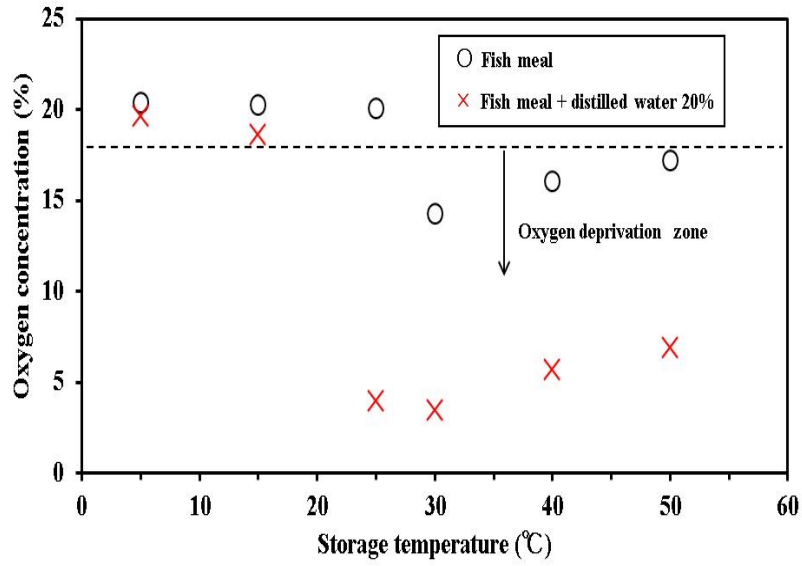 25
20
15
10
5
0
0 10 20 30 40 50 60
Oxygen concentration (%)
Storage temperature (℃)
Fish meal
Fish meal + distilled water 20%
Oxygen deprivation zone